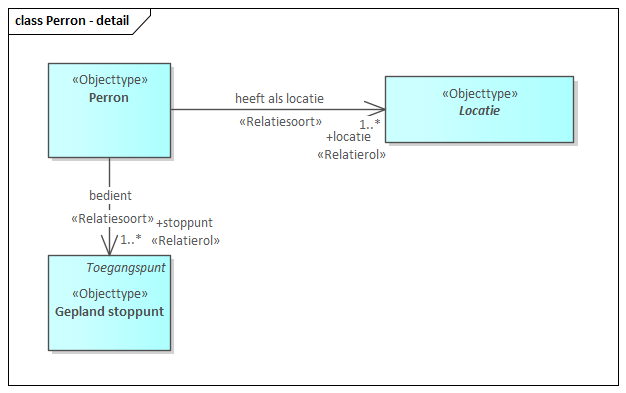 class Perron - detail
«Objecttype»
Perron
heeft als locatie
«Relatiesoort»
1..*
+locatie
«Relatierol»
«Objecttype»
Locatie
bedient
«Relatiesoort»
+stoppunt
1..*
«Relatierol»
Toegangspunt
«Objecttype»
Gepland stoppunt